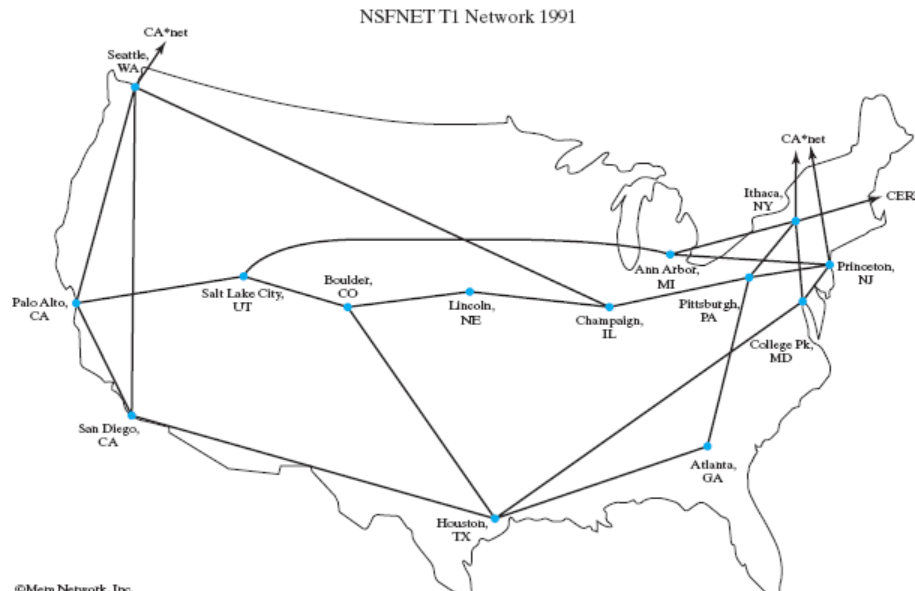 NSFNET T1 Network 1991
CA*net
Seattle,
WA
CA*net
Ithaca,
NY
CER
Ann Arbor,
MI
Princeton,
NJ
Salt Lake City,
UT
Boulder,
CO
Lincoln,
NE
Palo Alto,
CA
Champaign,
IL
Pittsburgh,
PA
College Pk,
MD
San Diego,
CA
Atlanta,
GA
Houston,
TX
©Mem Network, Inc.